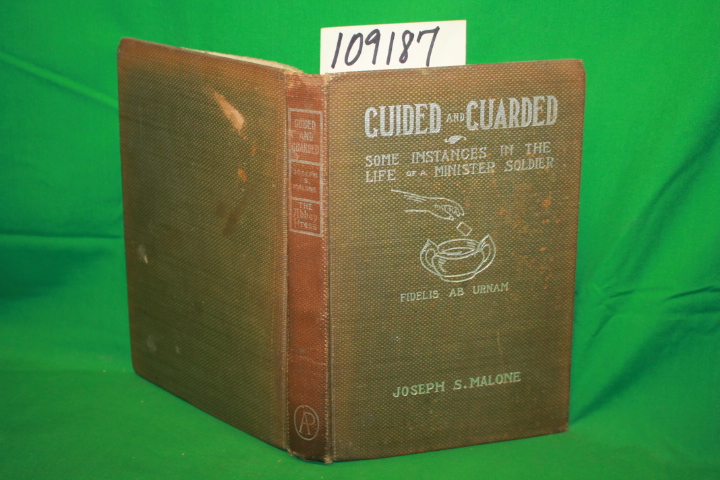 109187
GUIDED AND GUARDED
SOME INSTANCES IN THE
LIFE OF A MINISTER SOLDIER
FIDELIS AB URNAM
JOSEPH S. MALONE
GUIDED
AND
GUARDED
JOSEPH
S.
MALONE
THE
Abbey
Press
AP